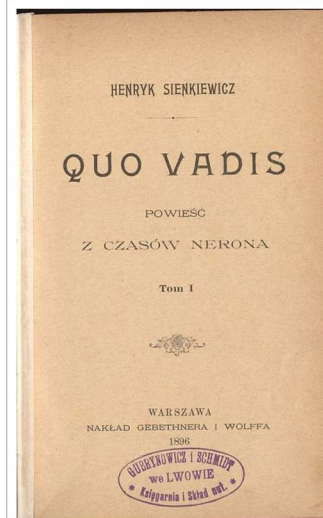 HENRYK SIENKIEWICZ
QUO VADIS
POWIEŚĆ
Z CZASÓW NERONA
Tom I
WARSZAWA
NAKŁAD GEBETHNERA I WOLFFA
1896
GUBRYNOWICZ i SCHMIDT
we LWOWIE
* Księgarnia i Skład nut. *